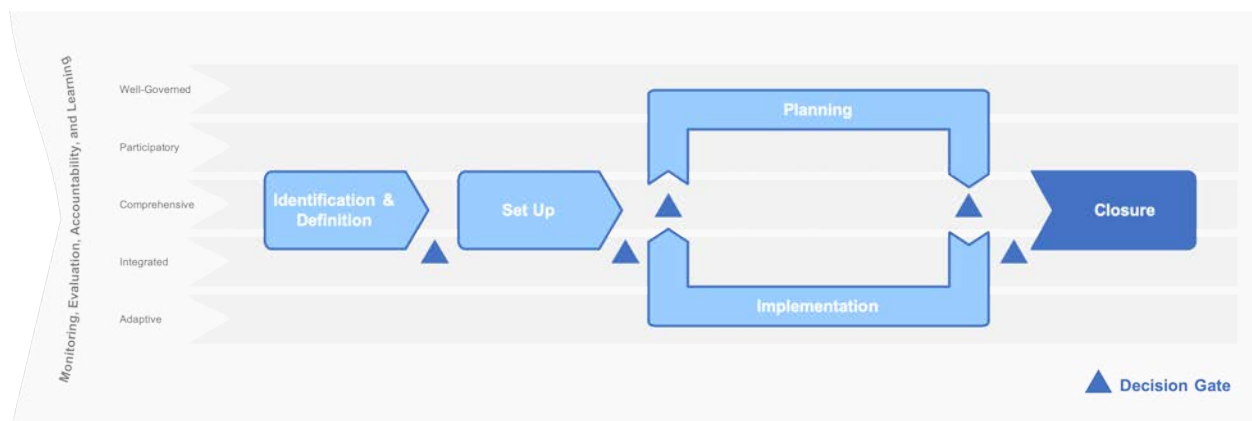 Monitoring, Evaluation, Accountability, and Learning
Well-Governed
Participatory
Comprehensive
Integrated
Adaptive
Identification &
Definition
Set Up
Planning
Implementation
Closure
Decision Gate